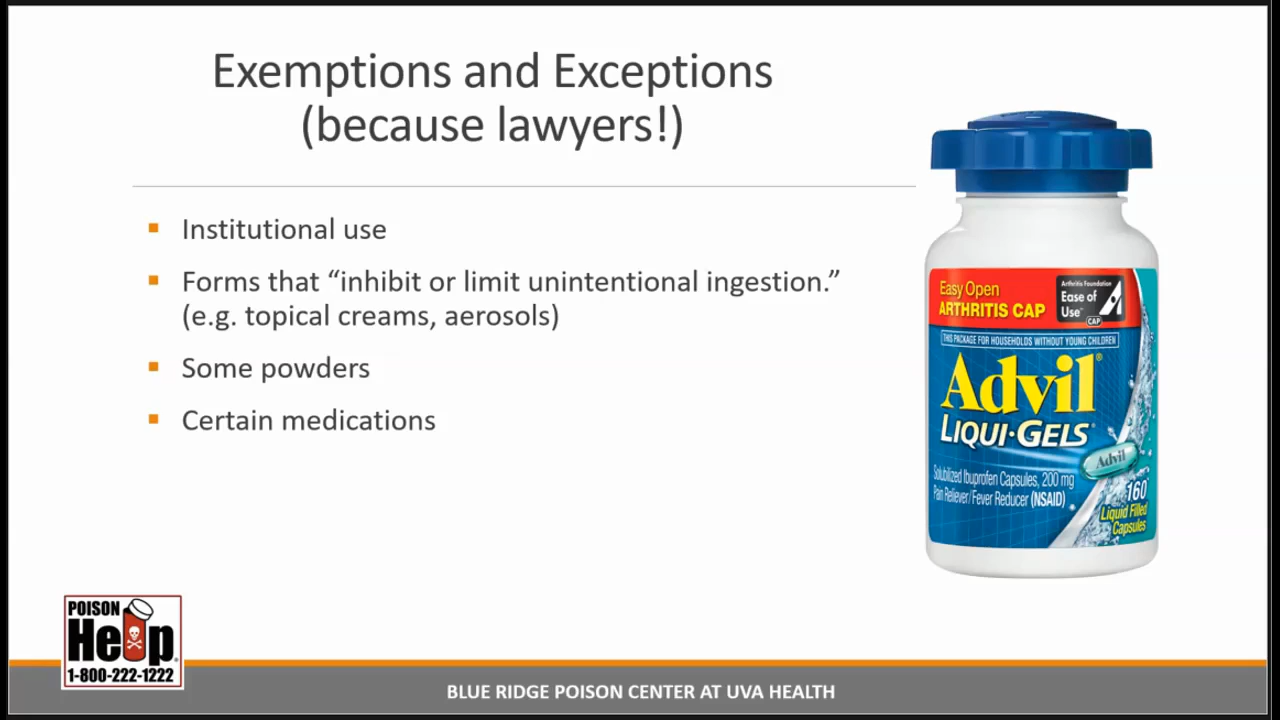 Exemptions and Exceptions
(because lawyers!)
Institutional use
Forms that “inhibit or limit unintentional ingestion.”
(e.g. topical creams, aerosols)
Some powders
Certain medications
Easy Open
ARTHRITIS CAP
Arthritis Foundation
Ease of
Use™
CAP
THIS PACKAGE FOR HOUSEHOLDS WITHOUT YOUNG CHILDREN
Advil®
LIQUI·GELS®
Advil
Solubilized Ibuprofen Capsules, 200 mg
Pain Reliever/Fever Reducer (NSAID)
160
Liquid Filled
Capsules
POISON
Help®
1-800-222-1222
BLUE RIDGE POISON CENTER AT UVA HEALTH